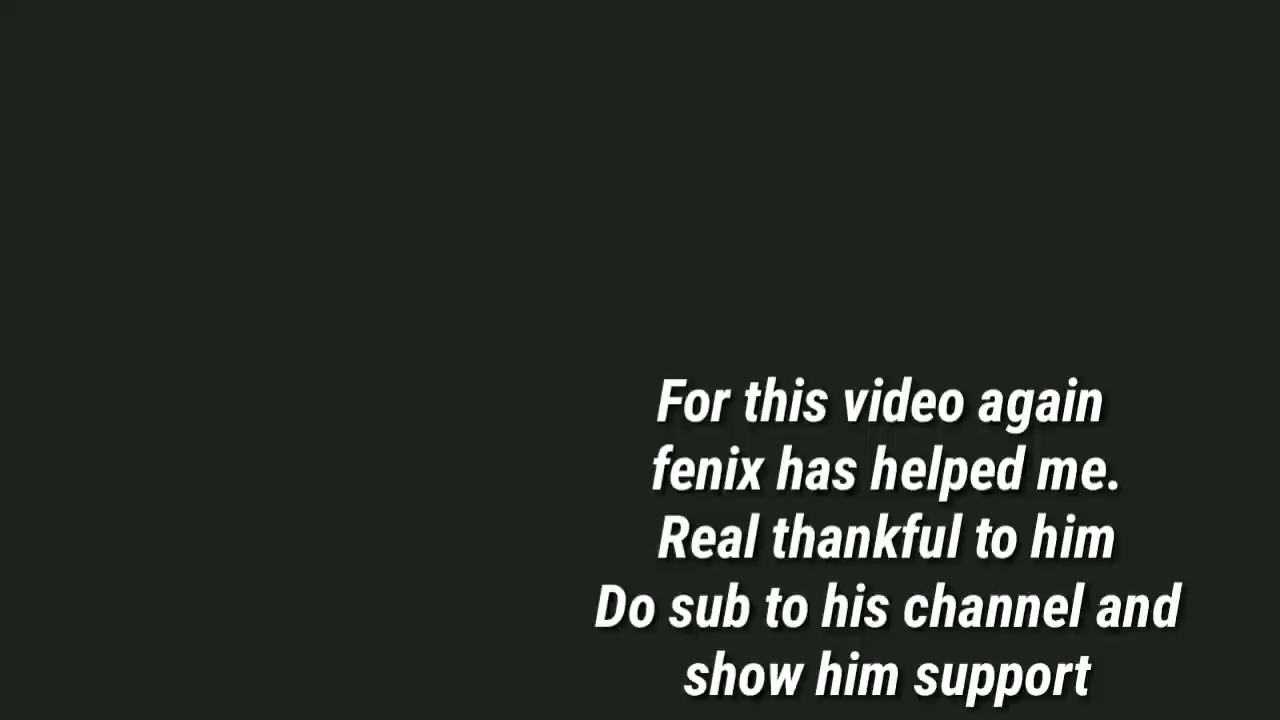 For this video again
fenix has helped me.
Real thankful to him
Do sub to his channel and
show him support